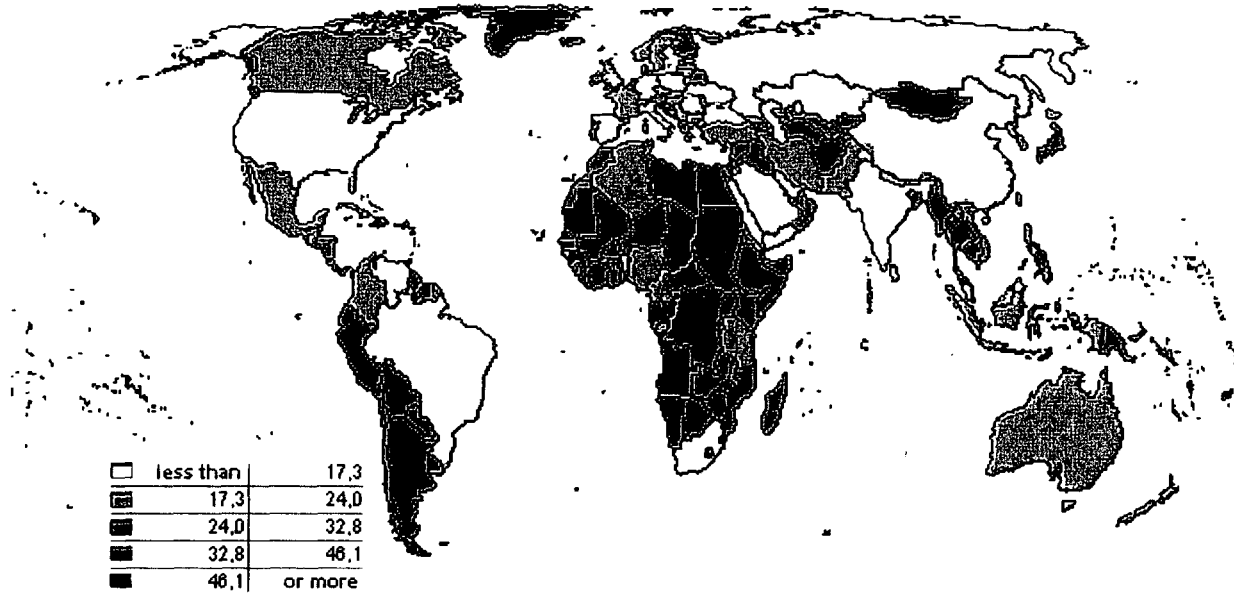 less than 17,3
17,3 24,0
24,0 32,8
32,8 46,1
46,1 or more